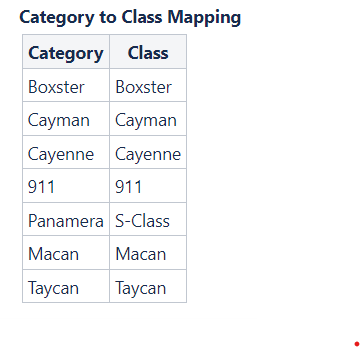 Category to Class Mapping
Category Class
Boxster Boxster
Cayman Cayman
Cayenne Cayenne
911 911
Panamera S-Class
Macan Macan
Taycan Taycan